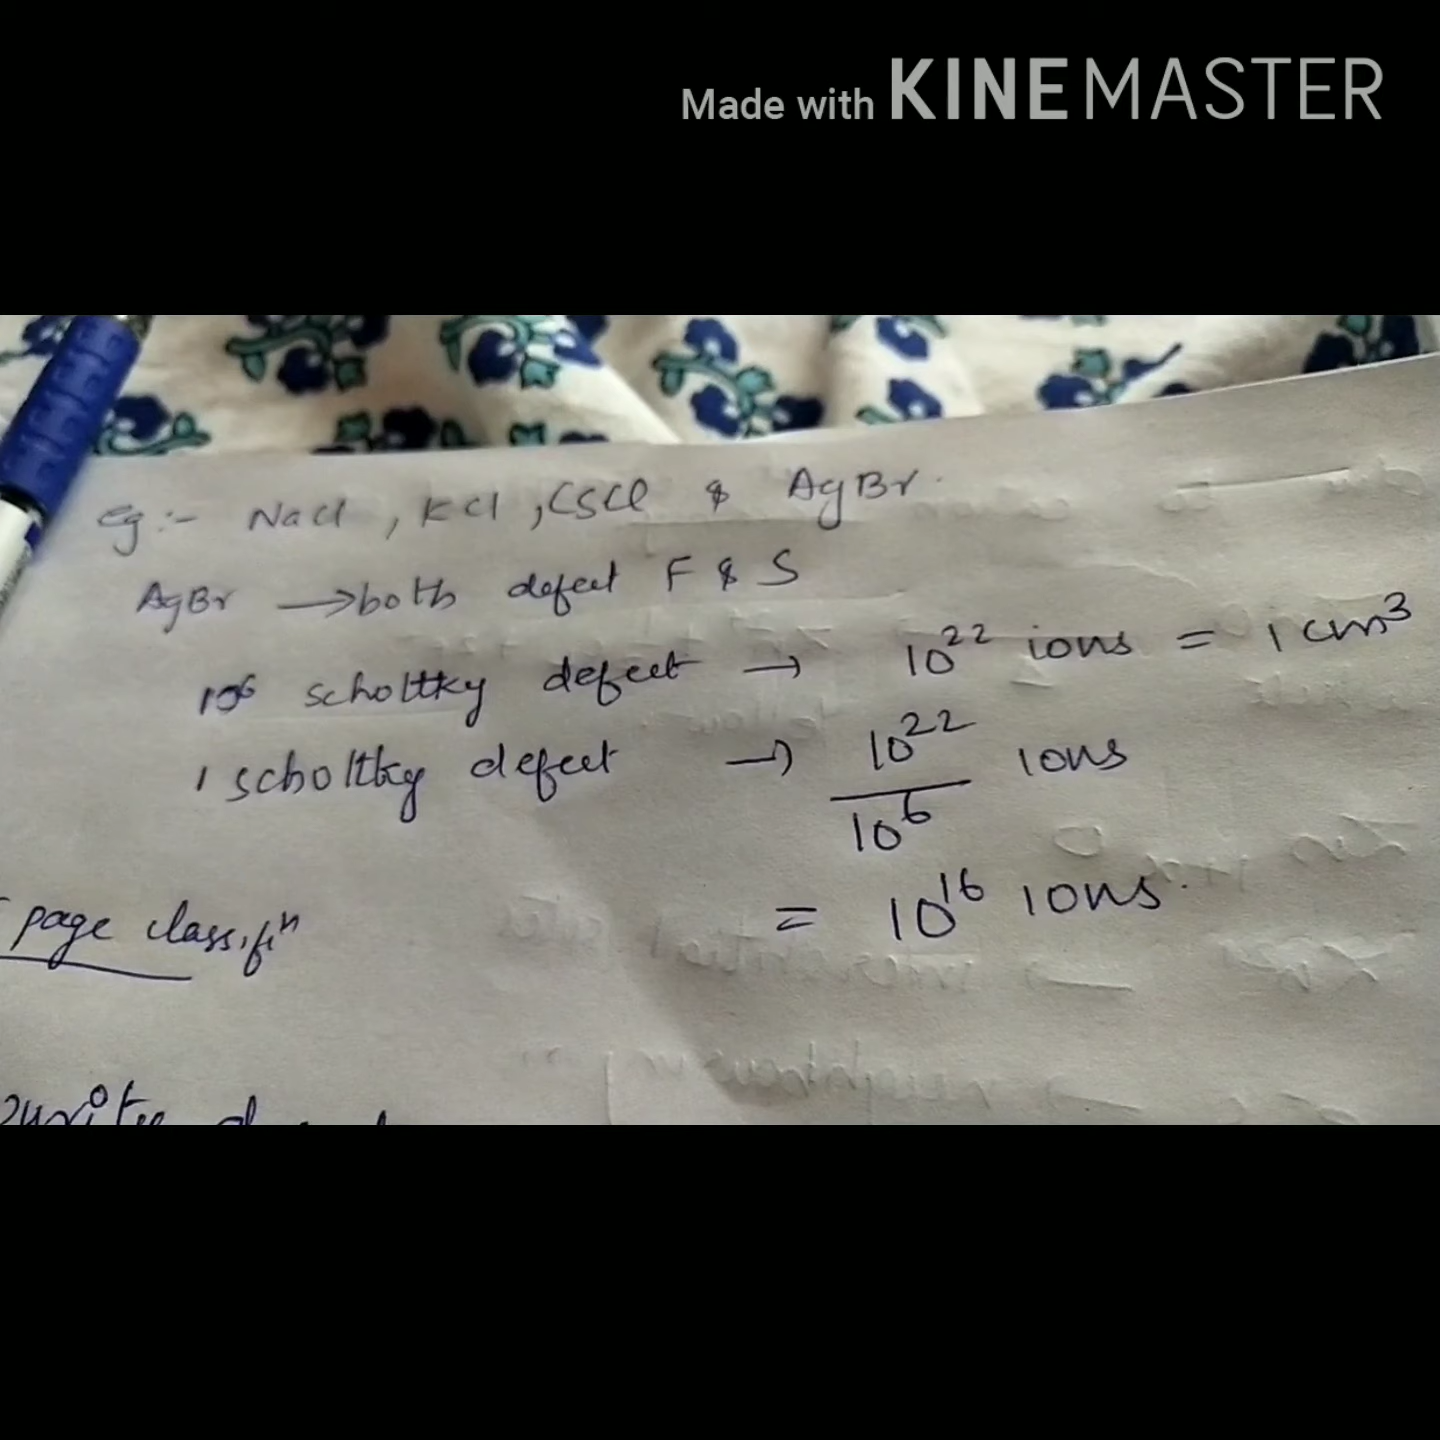 Made with KINEMASTER
eg:- NaCl, KCl, CSCl & AgBr.
AgBr → both defect F & S
10⁶ scholtky defect → 10²² ions = 1 cm³
1 scholtky defect → 10²²/10⁶ ions
= 10¹⁶ ions.
page classifiⁿ